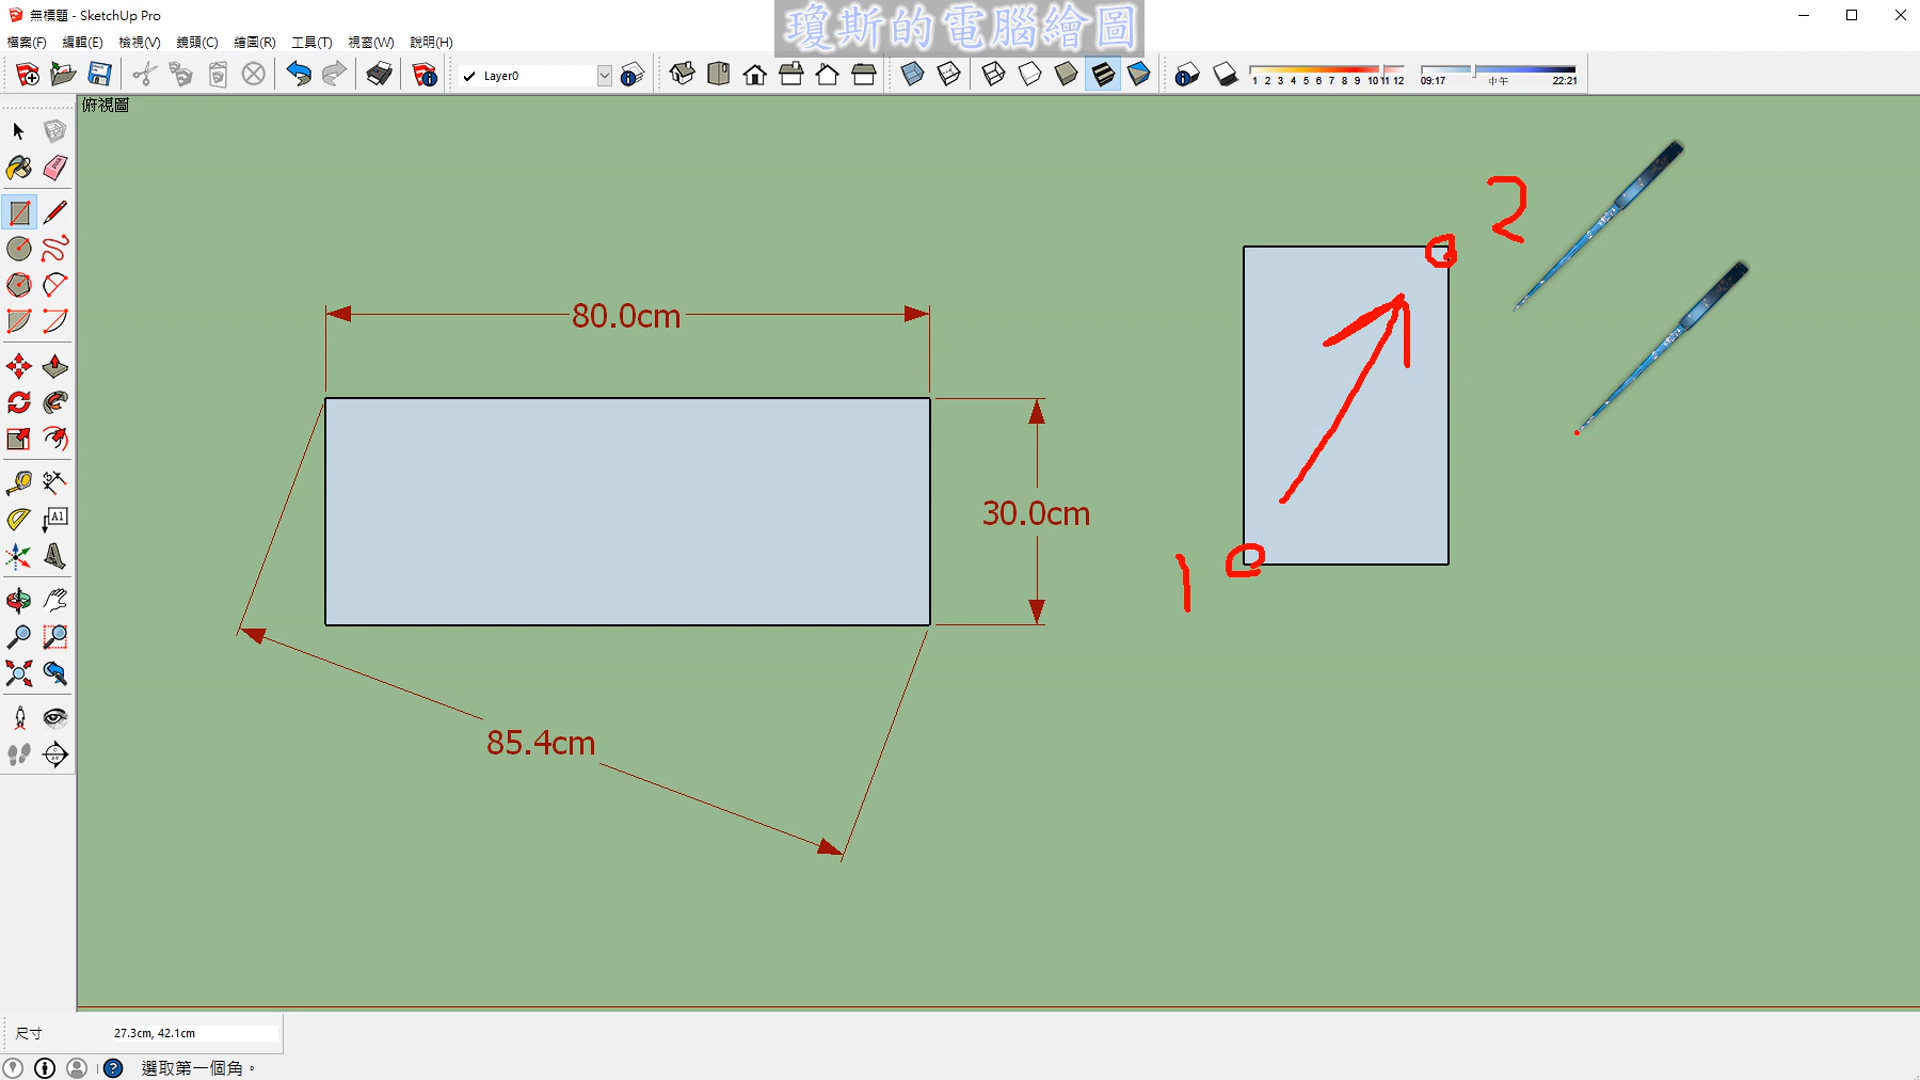 無標題 - SketchUp Pro
瓊斯的電腦繪圖
檔案(F) 編輯(E) 檢視(V) 鏡頭(C) 繪圖(R) 工具(T) 視窗(W) 說明(H)
Layer0
1 2 3 4 5 6 7 8 9 10 11 12
09:17 中午 22:21
俯視圖
A1
2
80.0cm
30.0cm
1
85.4cm
尺寸 27.3cm, 42.1cm
選取第一個角。